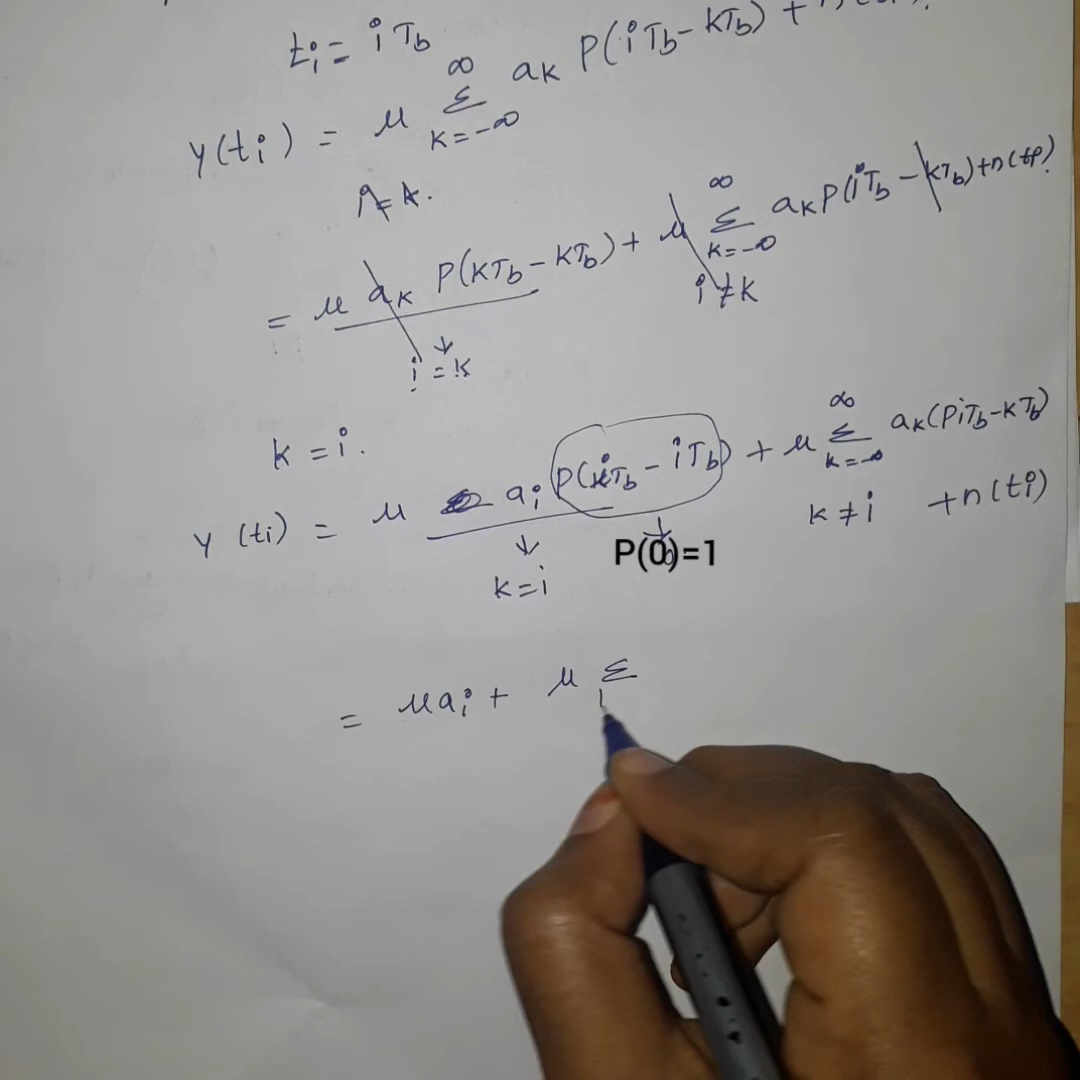 tᵢ = iT_b
y(tᵢ) = μ Σ_{k=-∞}^{∞} a_K P(iT_b - kT_b) +
i = k.
= μ a_K P(kT_b - kT_b) + μ Σ_{k=-∞}^{∞} a_K P(iT_b - kT_b) + n(tᵢ)
↓ i ≠ k
i = k
k = i.
y(tᵢ) = μ aᵢ P(iT_b - iT_b) + μ Σ_{k=-∞}^{∞} a_K(PiT_b - kT_b)
k ≠ i + n(tᵢ)
↓ ↓
k = i P(0)=1
= μaᵢ + μ Σ